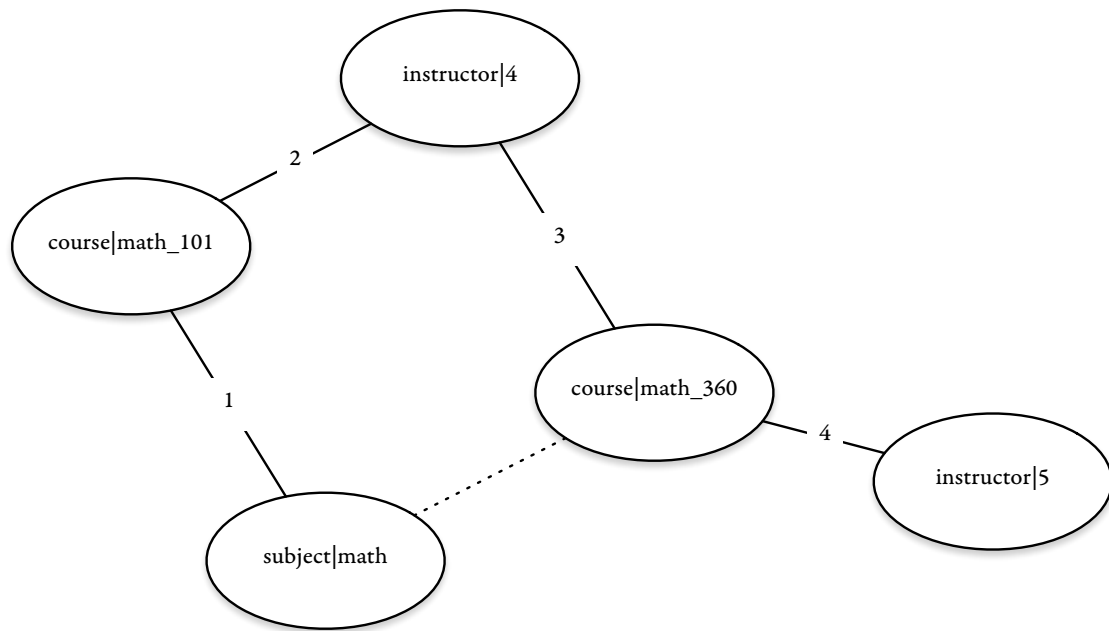 instructor|4
2
course|math_101
3
1
course|math_360
4
instructor|5
subject|math